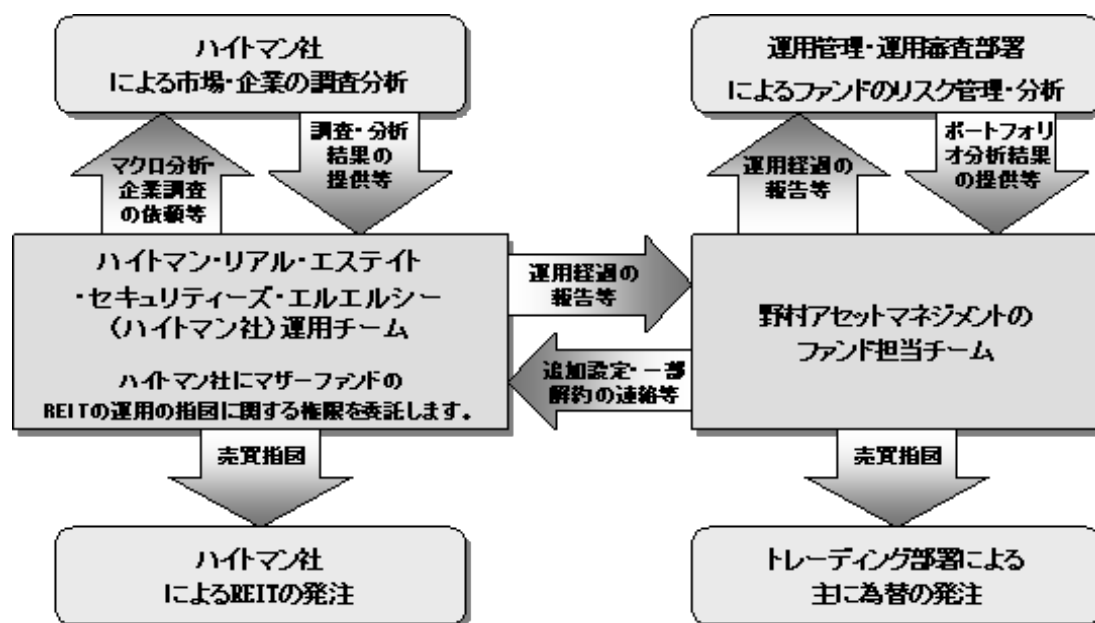 ハイトマン社
による市場・企業の調査分析
運用管理・運用審査部署
によるファンドのリスク管理・分析
マクロ分析・
企業調査
の依頼等
調査・分析
結果の
提供等
運用経過の
報告等
ポートフォリ
オ分析結果
の提供等
ハイトマン・リアル・エステイト
・セキュリティーズ・エルエルシー
(ハイトマン社)運用チーム
ハイトマン社にマザーファンドの
REITの運用の指図に関する権限を委託します。
運用経過の
報告等
追加設定・一部
解約の連絡等
野村アセットマネジメントの
ファンド担当チーム
売買指図
売買指図
ハイトマン社
によるREITの発注
トレーディング部署による
主に為替の発注